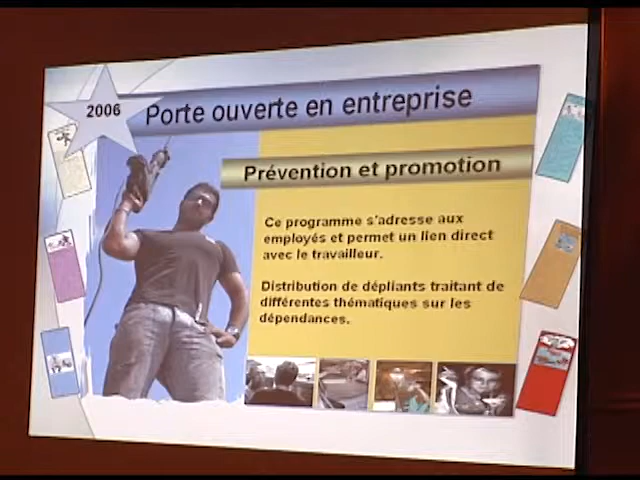 2006
Porte ouverte en entreprise
Prévention et promotion
Ce programme s'adresse aux
employés et permet un lien direct
avec le travailleur.
Distribution de dépliants traitant de
différentes thématiques sur les
dépendances.